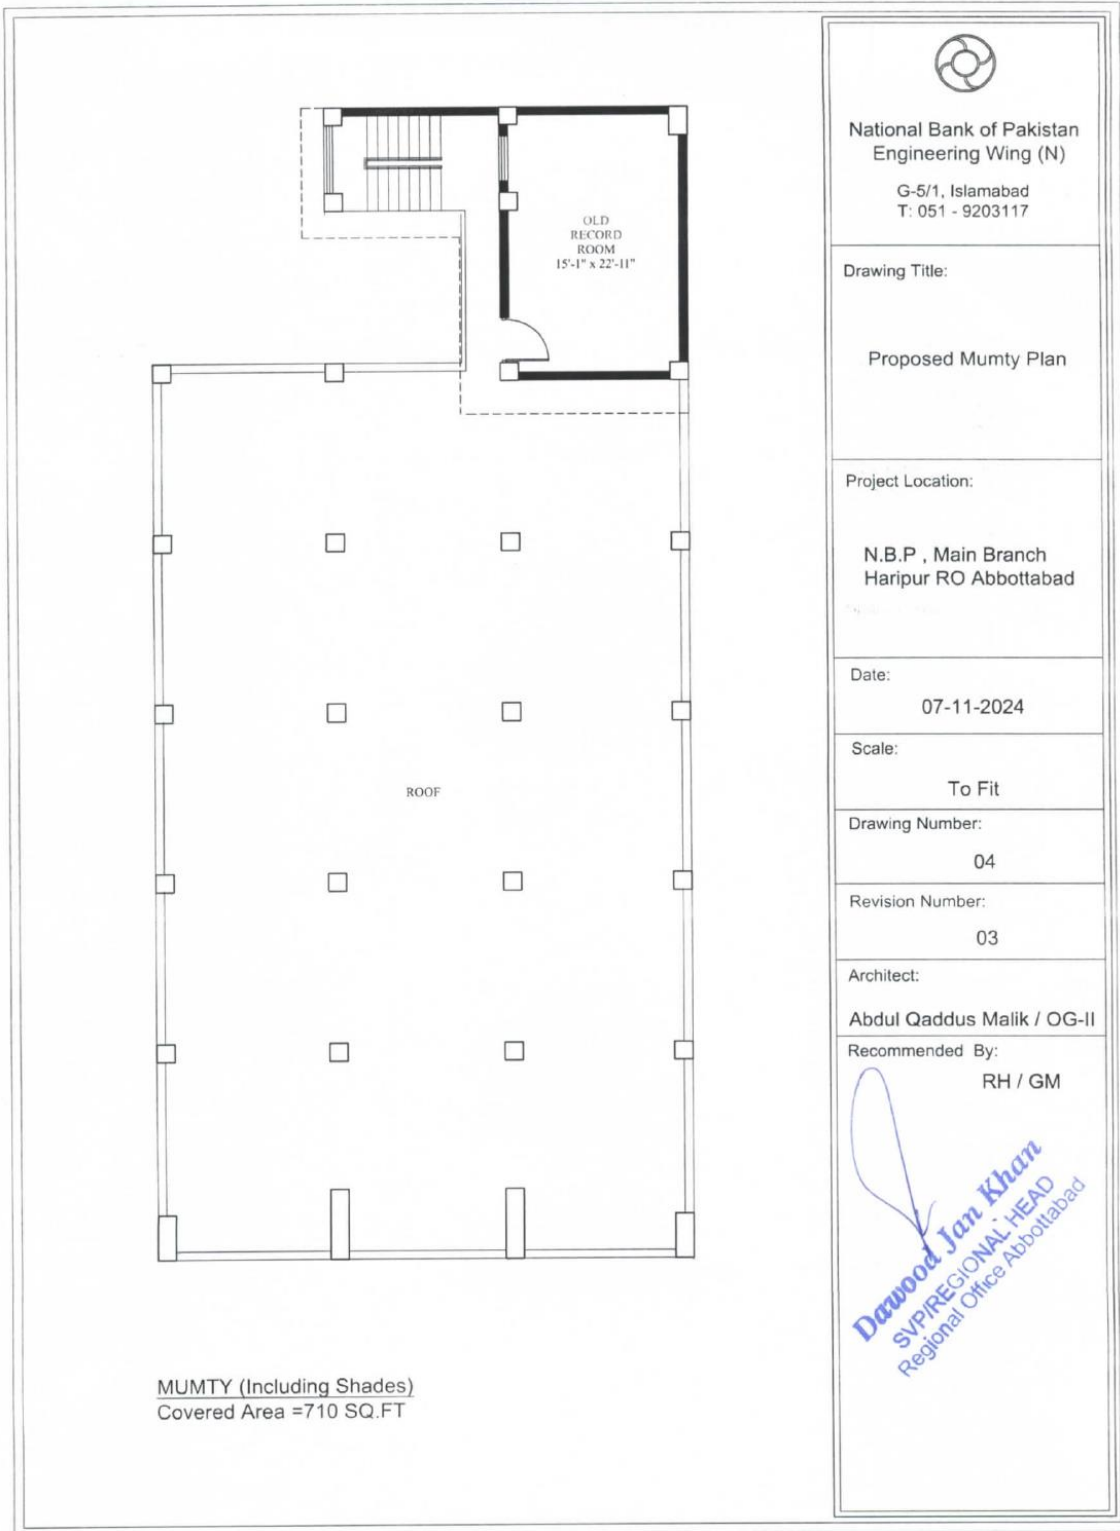 OLD
RECORD
ROOM
15'-1" x 22'-11"
ROOF
MUMTY (Including Shades)
Covered Area =710 SQ.FT
National Bank of Pakistan
Engineering Wing (N)
G-5/1, Islamabad
T: 051 - 9203117
Drawing Title:
Proposed Mumty Plan
Project Location:
N.B.P , Main Branch
Haripur RO Abbottabad
Date:
07-11-2024
Scale:
To Fit
Drawing Number:
04
Revision Number:
03
Architect:
Abdul Qaddus Malik / OG-II
Recommended By:
RH / GM
Dawood Jan Khan
SVP/REGIONAL HEAD
Regional Office Abbottabad